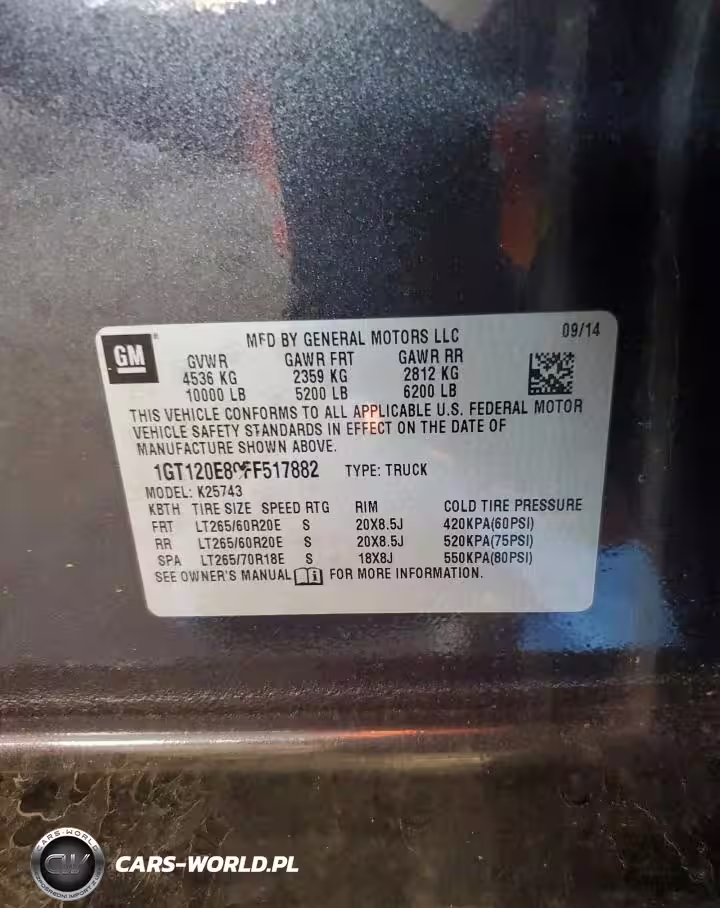 GM
MFD BY GENERAL MOTORS LLC 09/14
GVWR GAWR FRT GAWR RR
4536 KG 2359 KG 2812 KG
10000 LB 5200 LB 6200 LB
THIS VEHICLE CONFORMS TO ALL APPLICABLE U.S. FEDERAL MOTOR
VEHICLE SAFETY STANDARDS IN EFFECT ON THE DATE OF
MANUFACTURE SHOWN ABOVE.
TYPE: TRUCK
MODEL: K25743
KBTH TIRE SIZE SPEED RTG RIM COLD TIRE PRESSURE
FRT LT265/60R20E S 20X8.5J 420KPA(60PSI)
RR LT265/60R20E S 20X8.5J 520KPA(75PSI)
SPA LT265/70R18E S 18X8J 550KPA(80PSI)
SEE OWNER'S MANUAL FOR MORE INFORMATION.
CARS-WORLD
CW
CARS-WORLD.PL